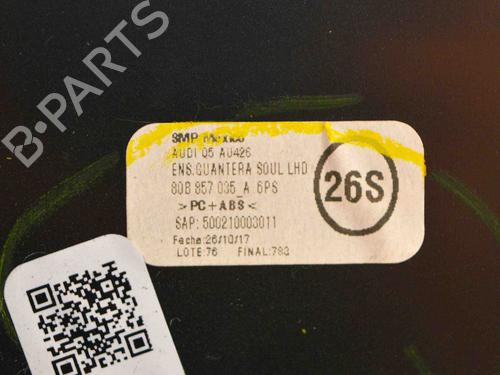 B-PARTS
SMP Mexico
AUDI Q5 AU426
ENS.GUANTERA SOUL LHD
80B 857 035_A 6PS
>PC+ABS<
SAP: 500210003011
Fecha:26/10/17
LOTE:76 FINAL:783
26S